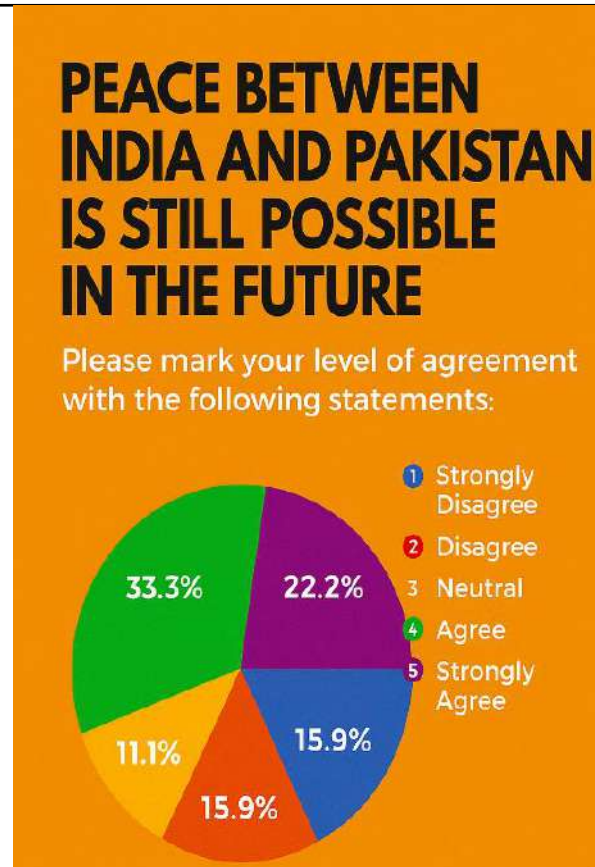 PEACE BETWEEN
INDIA AND PAKISTAN
IS STILL POSSIBLE
IN THE FUTURE
Please mark your level of agreement
with the following statements:
1 Strongly
Disagree
2 Disagree
3 Neutral
4 Agree
5 Strongly
Agree
33.3%
22.2%
11.1%
15.9%
15.9%